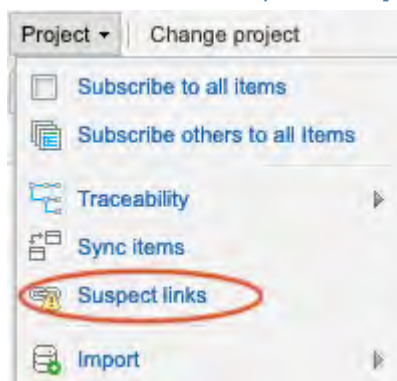 Project Change project
Subscribe to all items
Subscribe others to all Items
Traceability
Sync items
Suspect links
Import